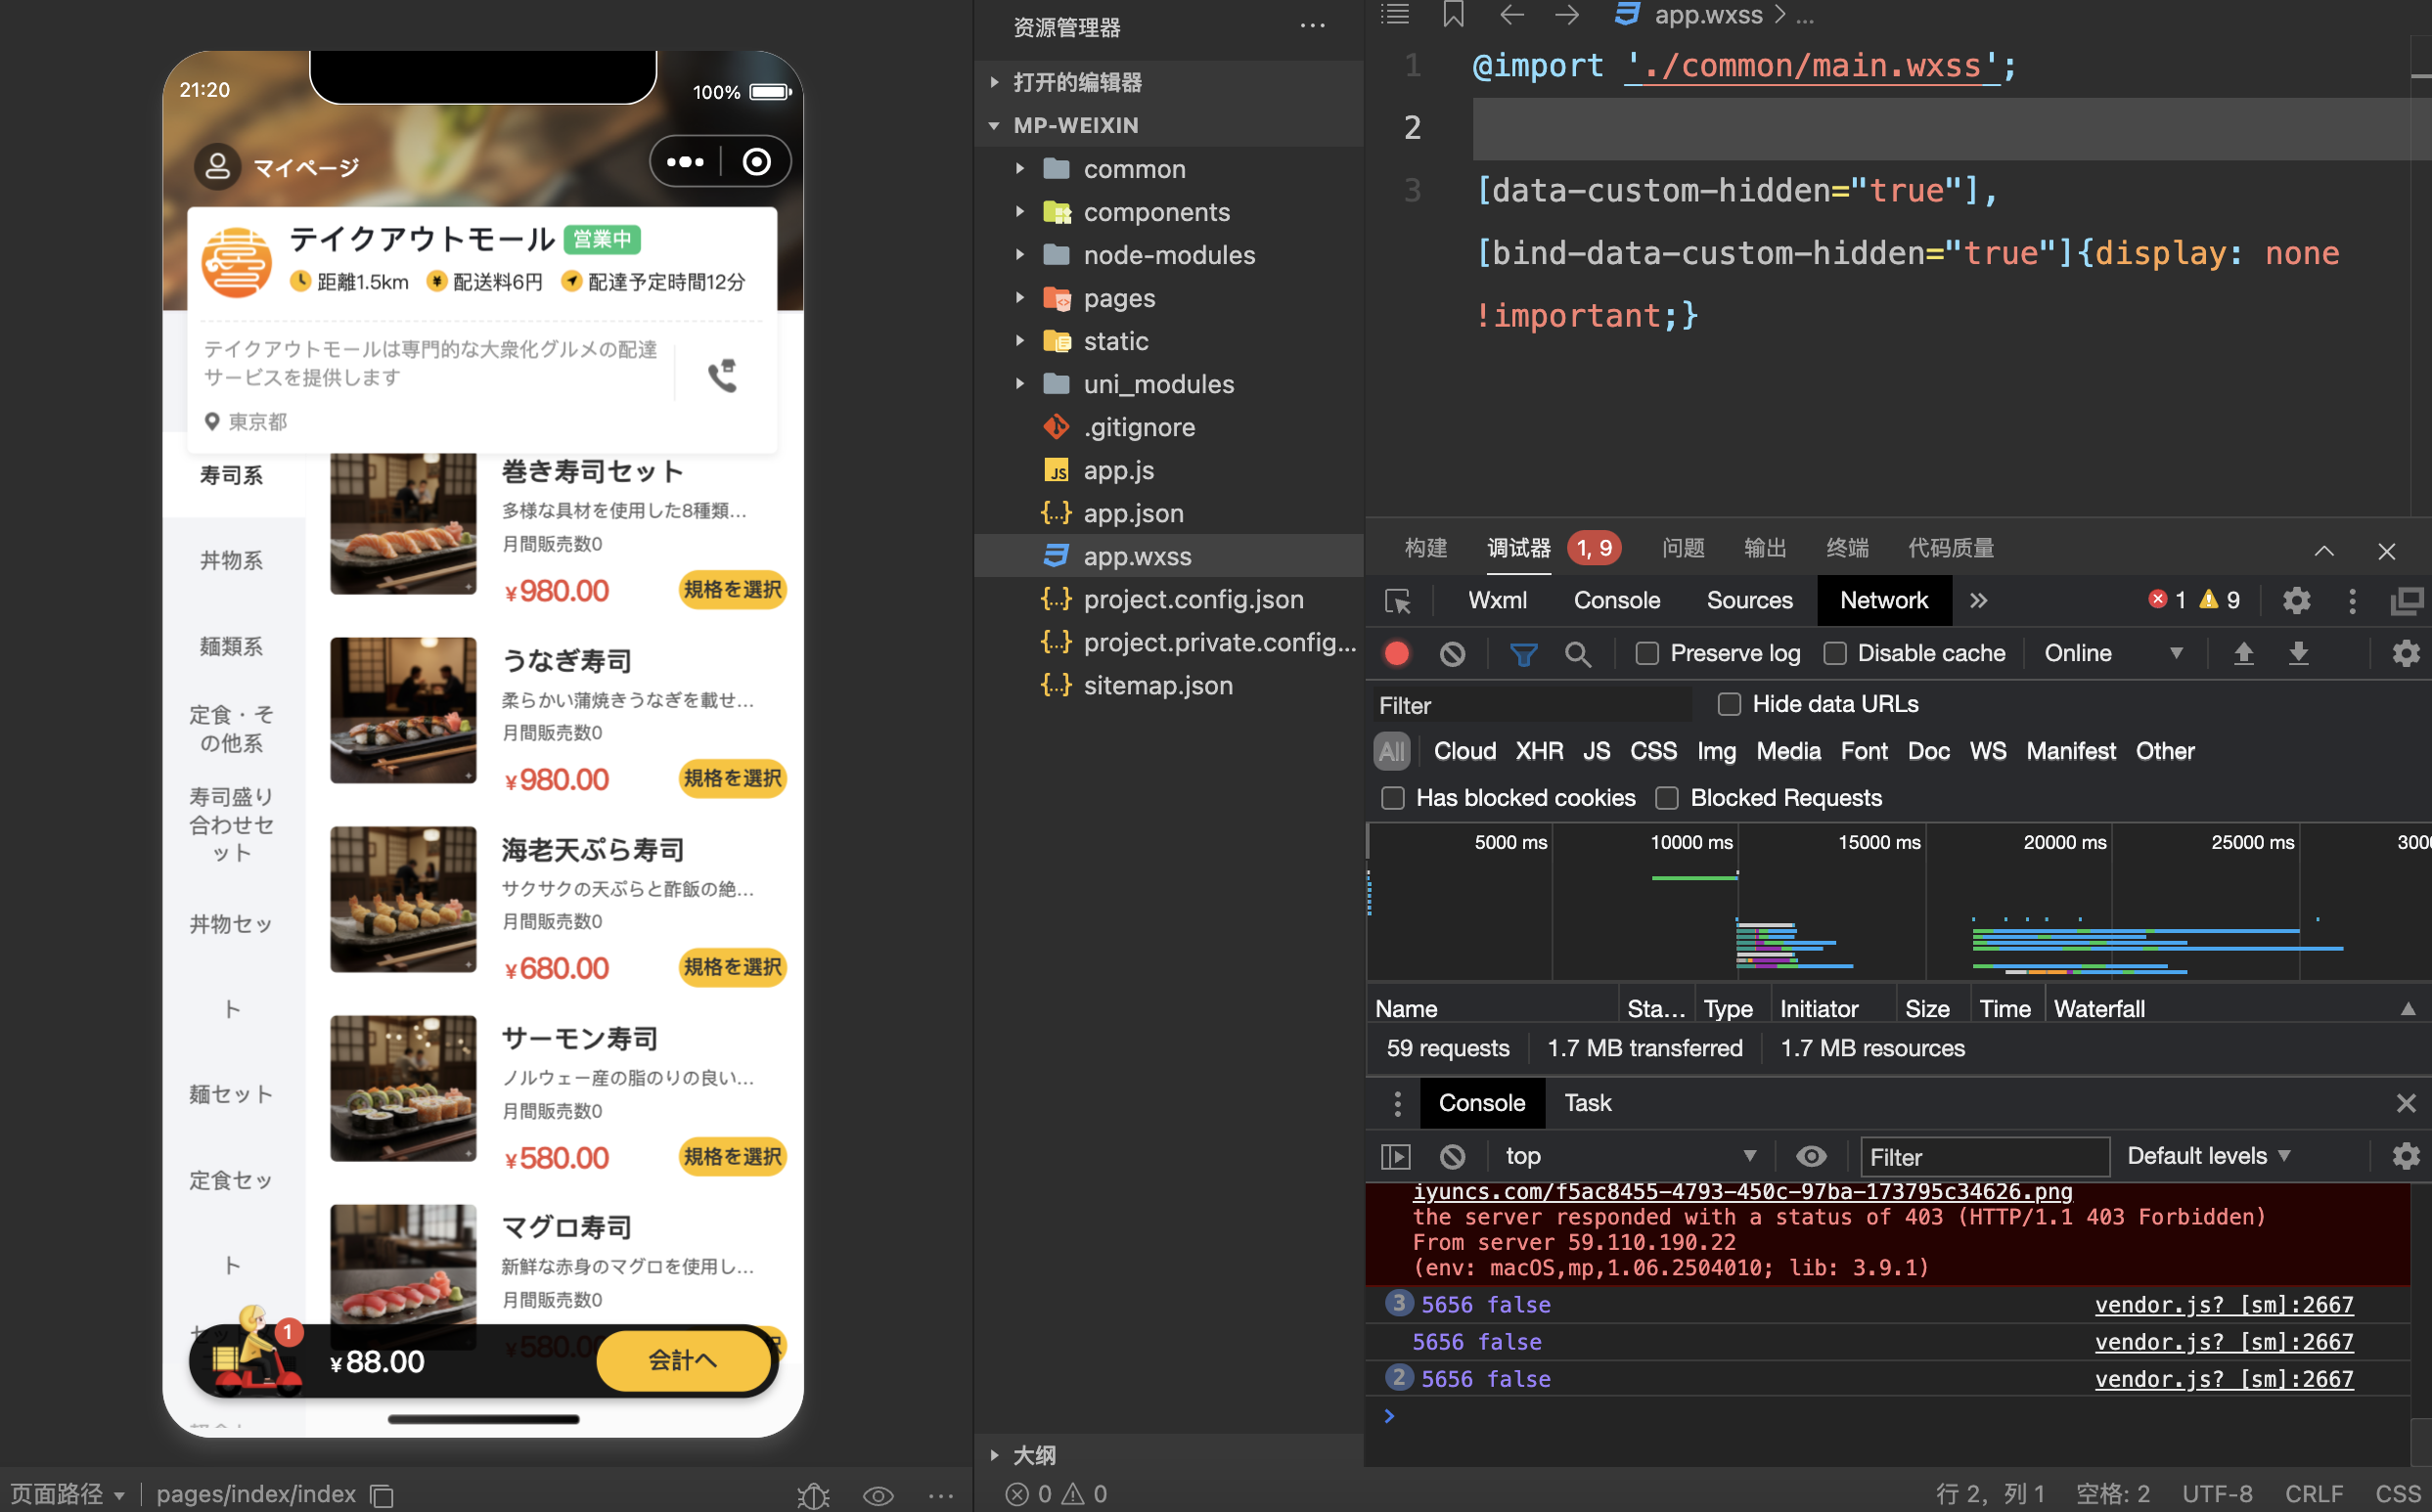 21:20
100%
マイページ
テイクアウトモール 営業中
距離1.5km 配送料6円 配達予定時間12分
テイクアウトモールは専門的な大衆化グルメの配達
サービスを提供します
東京都
寿司系
丼物系
麺類系
定食・そ
の他系
寿司盛り
合わせセ
ット
丼物セッ
ト
麺セット
定食セッ
ト
巻き寿司セット
多様な具材を使用した8種類...
月間販売数0
¥980.00 規格を選択
うなぎ寿司
柔らかい蒲焼きうなぎを載せ...
月間販売数0
¥980.00 規格を選択
海老天ぷら寿司
サクサクの天ぷらと酢飯の絶...
月間販売数0
¥680.00 規格を選択
サーモン寿司
ノルウェー産の脂のりの良い...
月間販売数0
¥580.00 規格を選択
マグロ寿司
新鮮な赤身のマグロを使用し...
月間販売数0
¥580.0
1
¥88.00 会計へ
页面路径 pages/index/index
资源管理器
打开的编辑器
MP-WEIXIN
common
components
node-modules
pages
static
uni_modules
.gitignore
app.js
app.json
app.wxss
project.config.json
project.private.config...
sitemap.json
大纲
0 0
app.wxss > ...
1 @import './common/main.wxss';
2
3 [data-custom-hidden="true"],
[bind-data-custom-hidden="true"]{display: none
!important;}
构建 调试器 1, 9 问题 输出 终端 代码质量
Wxml Console Sources Network 1 9
Preserve log Disable cache Online
Filter Hide data URLs
All Cloud XHR JS CSS Img Media Font Doc WS Manifest Other
Has blocked cookies Blocked Requests
5000 ms 10000 ms 15000 ms 20000 ms 25000 ms 3000
Name Sta... Type Initiator Size Time Waterfall
59 requests 1.7 MB transferred 1.7 MB resources
Console Task
top Filter Default levels
iyuncs.com/f5ac8455-4793-450c-97ba-173795c34626.png
the server responded with a status of 403 (HTTP/1.1 403 Forbidden)
From server 59.110.190.22
(env: macOS,mp,1.06.2504010; lib: 3.9.1)
3 5656 false vendor.js? [sm]:2667
5656 false vendor.js? [sm]:2667
2 5656 false vendor.js? [sm]:2667
行 2，列 1 空格: 2 UTF-8 CRLF CSS